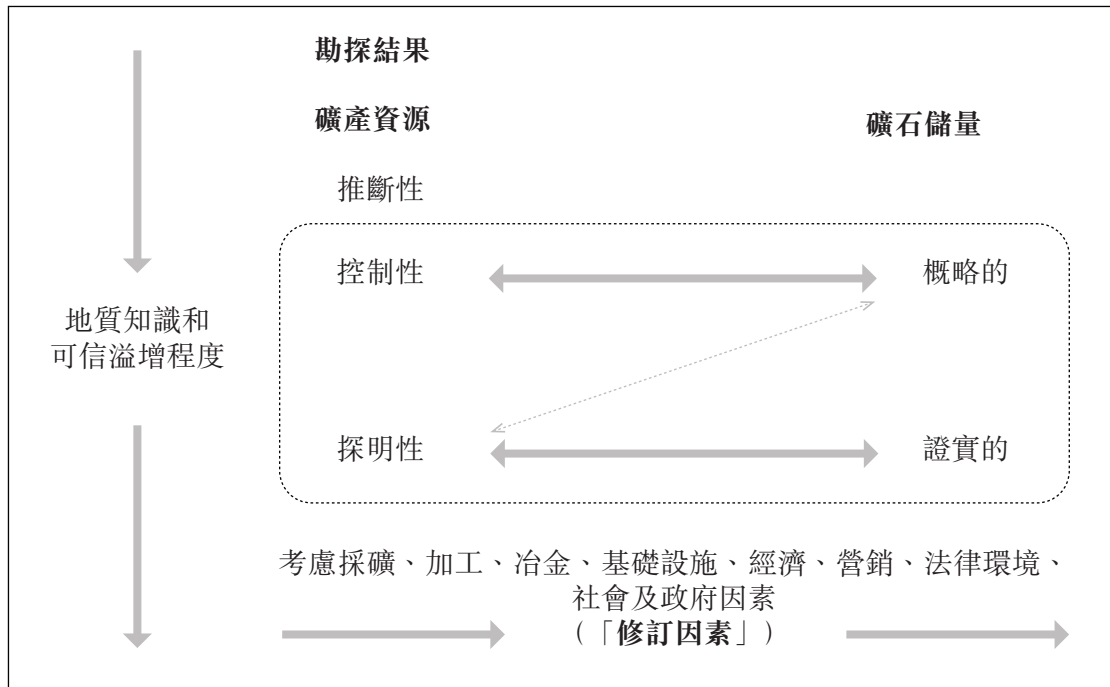 勘探結果
礦產資源
礦石儲量
推斷性
控制性
概略的
地質知識和
可信溢增程度
探明性
證實的
考慮採礦、加工、冶金、基礎設施、經濟、營銷、法律環境、
社會及政府因素
(「修訂因素」)